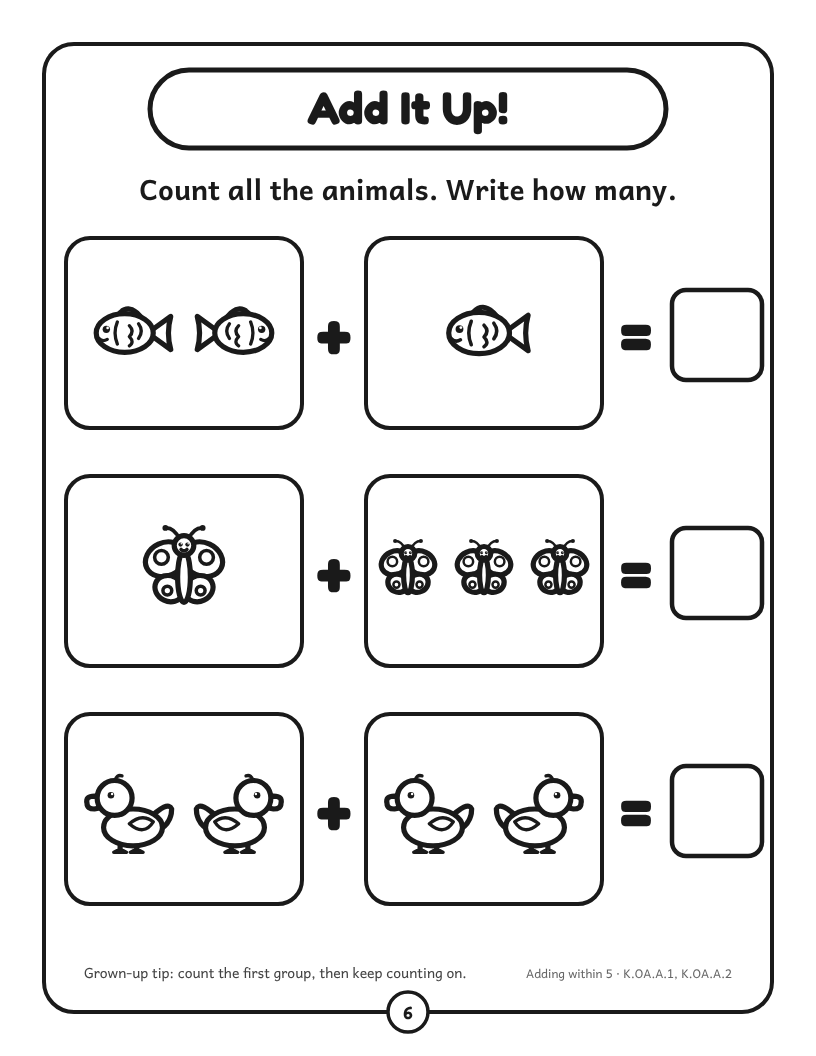 Add It Up!
Count all the animals. Write how many.
+ =
+ =
+ =
Grown-up tip: count the first group, then keep counting on.
Adding within 5 · K.OA.A.1, K.OA.A.2
6